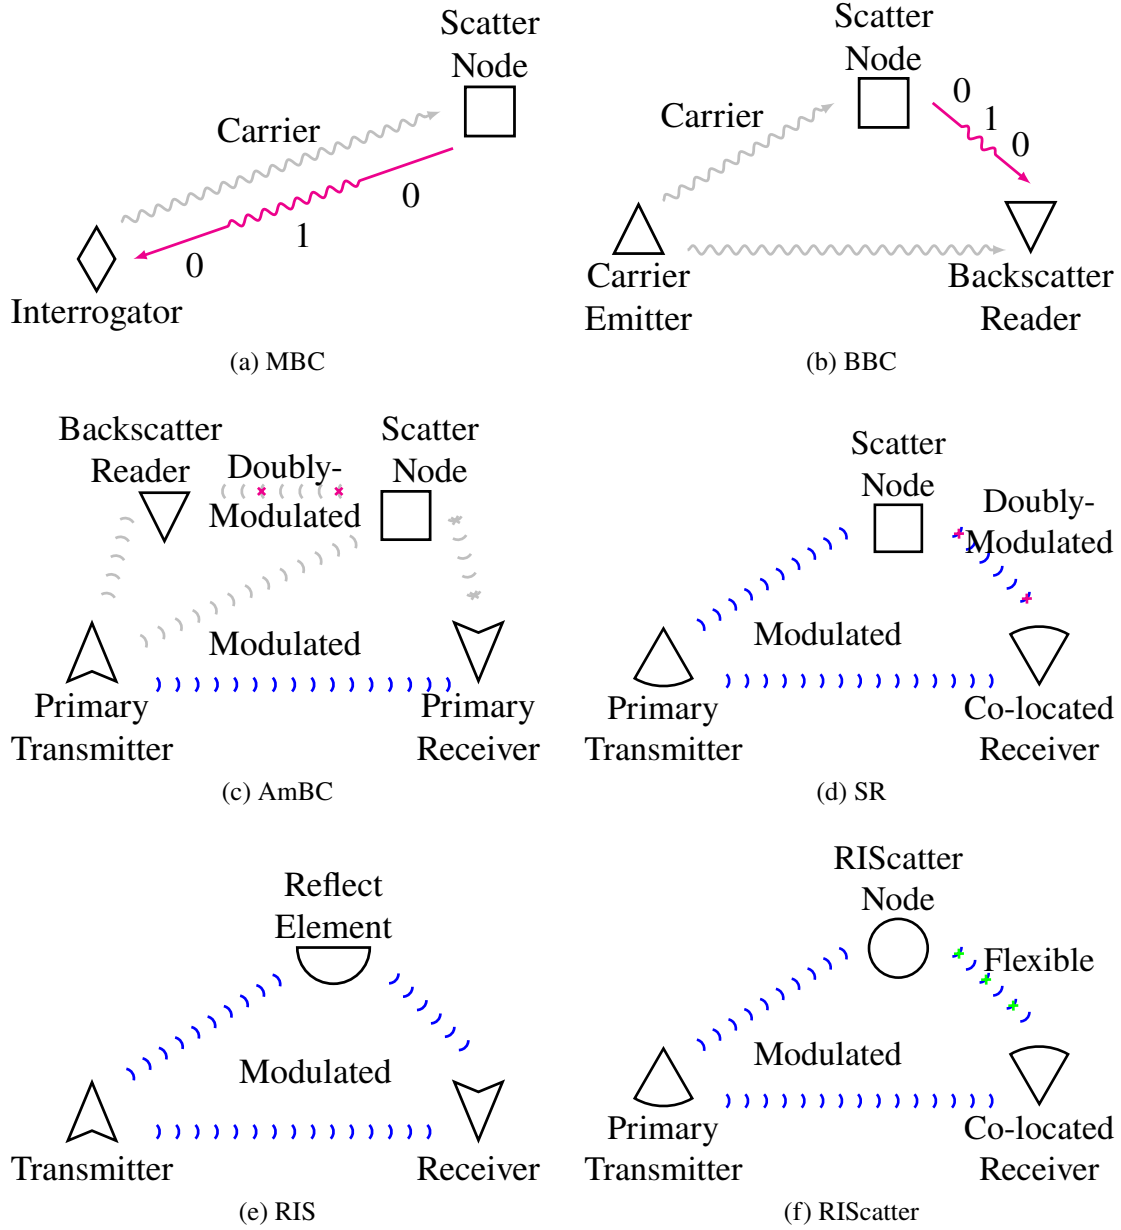 Scatter
Node
Carrier
0
1
0
Interrogator
(a) MBC
Scatter
Node
Carrier
0
1
0
Carrier
Emitter
Backscatter
Reader
(b) BBC
Backscatter
Reader
Doubly-
Modulated
Scatter
Node
Modulated
Primary
Transmitter
Primary
Receiver
(c) AmBC
Scatter
Node
Doubly-
Modulated
Modulated
Primary
Transmitter
Co-located
Receiver
(d) SR
Reflect
Element
Modulated
Transmitter
Receiver
(e) RIS
RIScatter
Node
Flexible
Modulated
Primary
Transmitter
Co-located
Receiver
(f) RIScatter